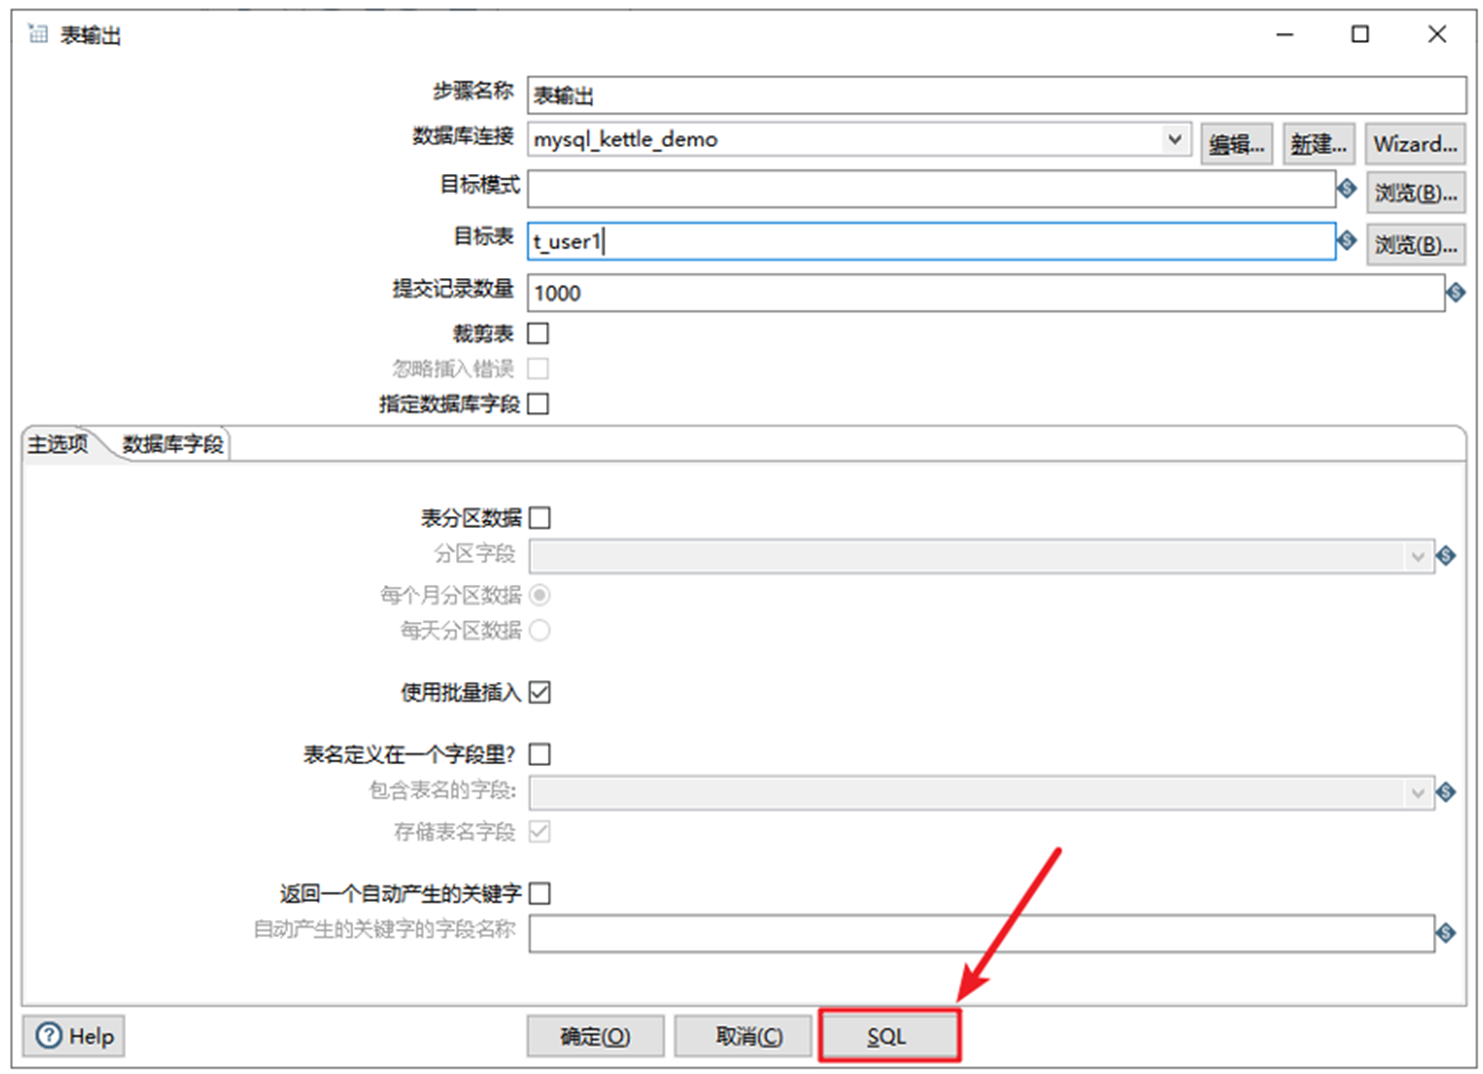 表输出
步骤名称 表输出
数据库连接 mysql_kettle_demo 编辑... 新建... Wizard...
目标模式 浏览(B)...
目标表 t_user1 浏览(B)...
提交记录数量 1000
裁剪表
忽略插入错误
指定数据库字段
主选项 数据库字段
表分区数据
分区字段
每个月分区数据
每天分区数据
使用批量插入
表名定义在一个字段里?
包含表名的字段:
存储表名字段
返回一个自动产生的关键字
自动产生的关键字的字段名称
Help 确定(O) 取消(C) SQL